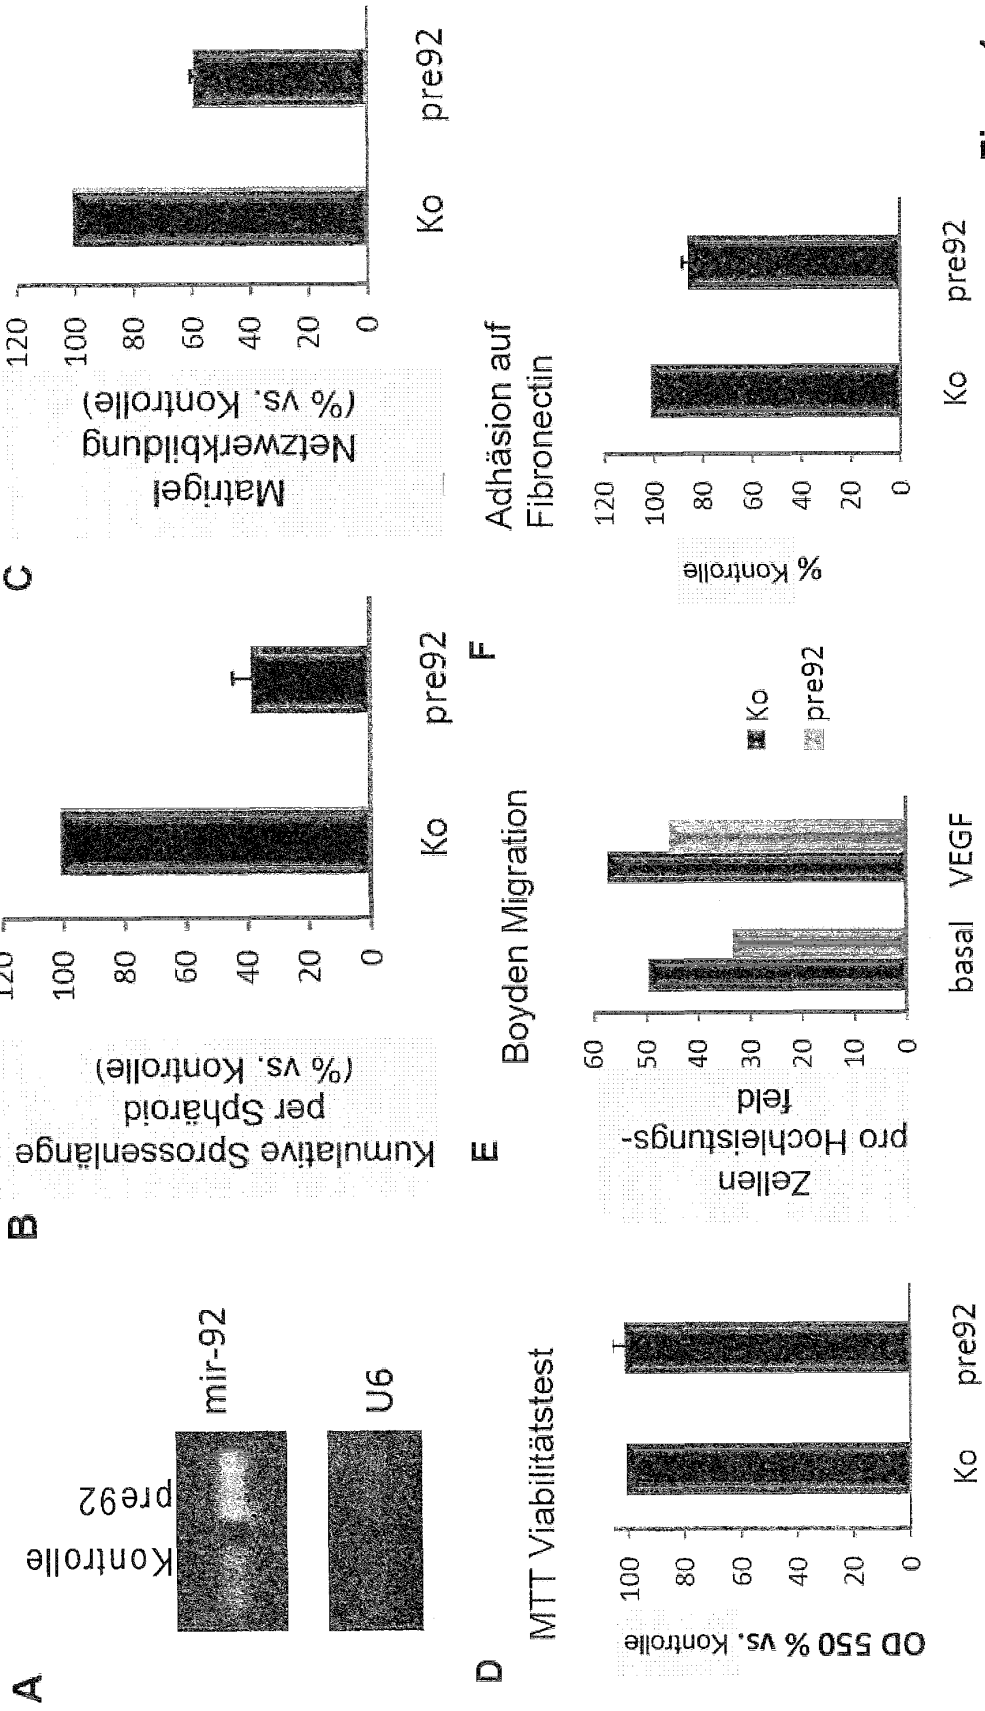 A
Kontrolle
pre92
mir-92
U6
B
Kumulative Sprossenlänge
per Sphäroid
(% vs. Kontrolle)
120
100
80
60
40
20
0
Ko
pre92
C
Matrigel
Netzwerkbildung
(% vs. Kontrolle)
120
100
80
60
40
20
0
Ko
pre92
D
MTT Viabilitätstest
OD 550 % vs. Kontrolle
100
80
60
40
20
0
Ko
pre92
E
Boyden Migration
Zellen
pro Hochleistungs-
feld
60
50
40
30
20
10
0
basal
VEGF
Ko
pre92
F
Adhäsion auf
Fibronectin
% Kontrolle
120
100
80
60
40
20
0
Ko
pre92